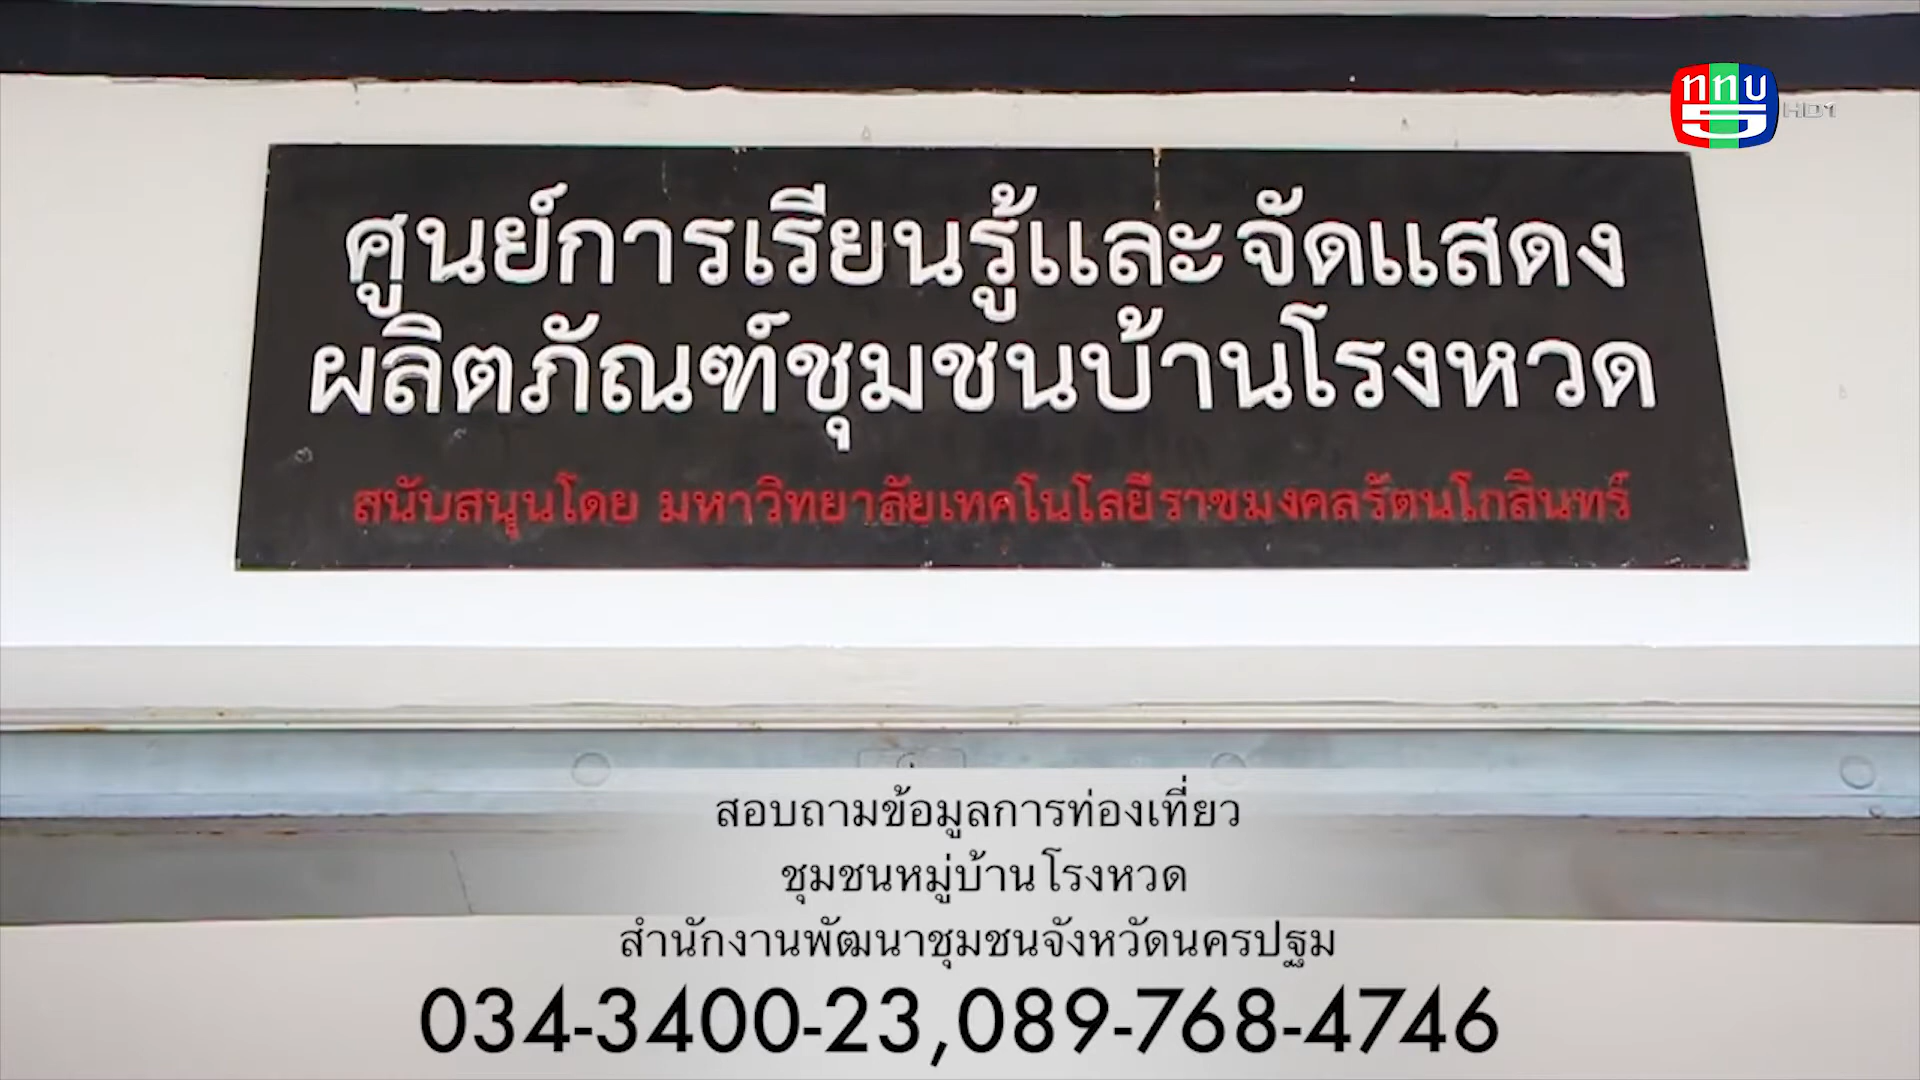 ททบ
5 HD1
ศูนย์การเรียนรู้และจัดแสดง
ผลิตภัณฑ์ชุมชนบ้านโรงหวด
สนับสนุนโดย มหาวิทยาลัยเทคโนโลยีราชมงคลรัตนโกสินทร์
สอบถามข้อมูลการท่องเที่ยว
ชุมชนหมู่บ้านโรงหวด
สำนักงานพัฒนาชุมชนจังหวัดนครปฐม
034-3400-23,089-768-4746